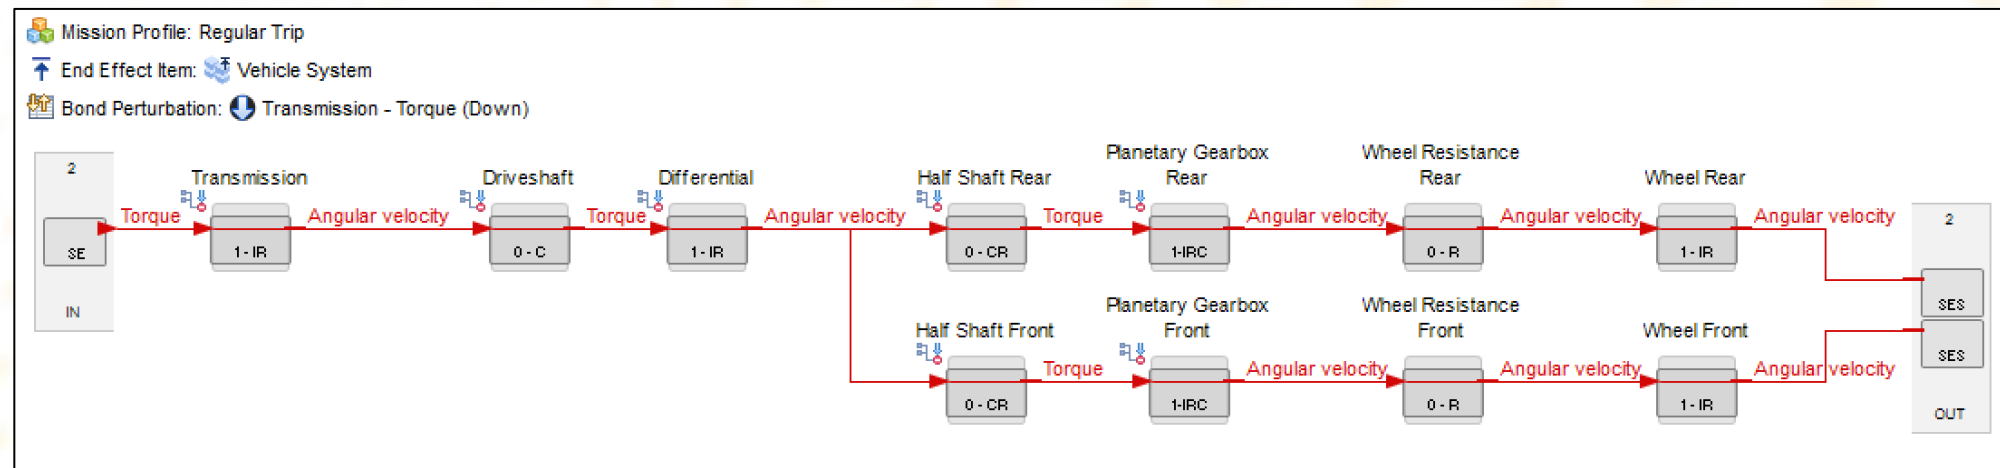 Mission Profile: Regular Trip
End Effect Item: Vehicle System
Bond Perturbation: Transmission - Torque (Down)
2
SE
IN
Torque
Transmission
1 - IR
Angular velocity
Driveshaft
0 - C
Torque
Differential
1 - IR
Angular velocity
Half Shaft Rear
0 - CR
Torque
Planetary Gearbox
Rear
1-IRC
Angular velocity
Wheel Resistance
Rear
0 - R
Angular velocity
Wheel Rear
1 - IR
Angular velocity
Half Shaft Front
0 - CR
Torque
Planetary Gearbox
Front
1-IRC
Angular velocity
Wheel Resistance
Front
0 - R
Angular velocity
Wheel Front
1 - IR
Angular velocity
2
SES
SES
OUT